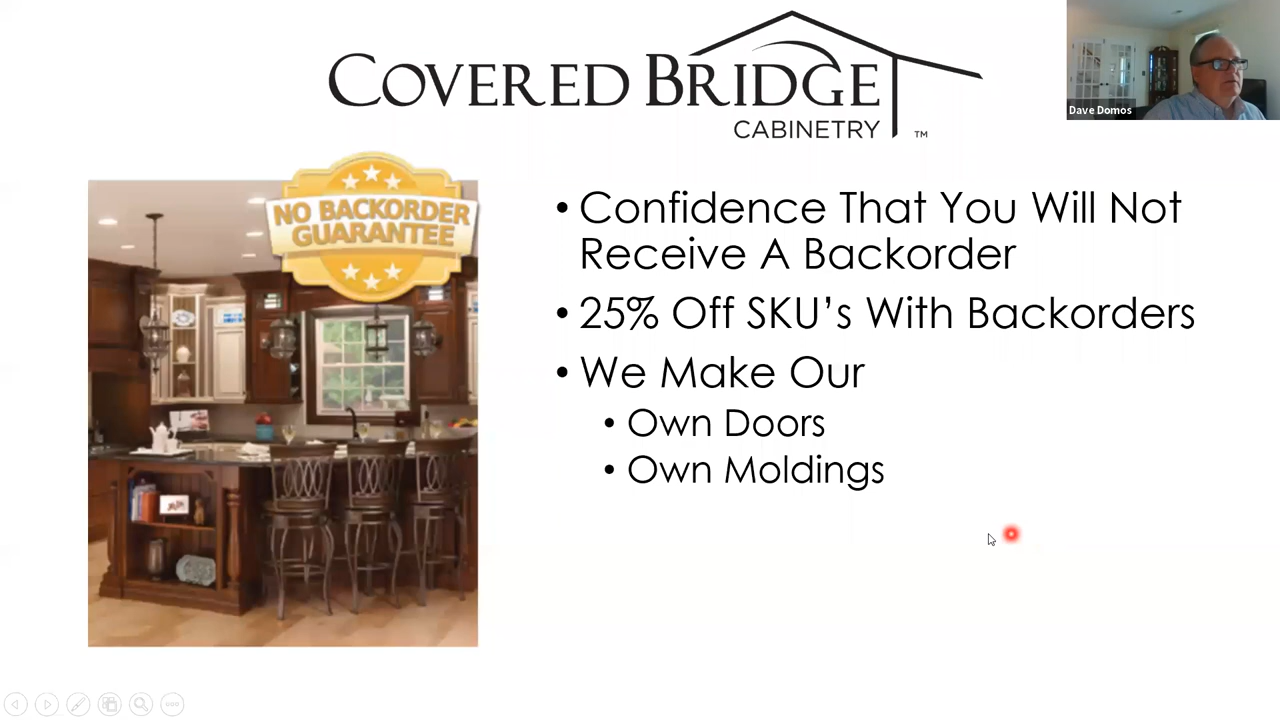 COVERED BRIDGE
CABINETRY ™
Dave Domos
NO BACKORDER
GUARANTEE
• Confidence That You Will Not
Receive A Backorder
• 25% Off SKU’s With Backorders
• We Make Our
• Own Doors
• Own Moldings